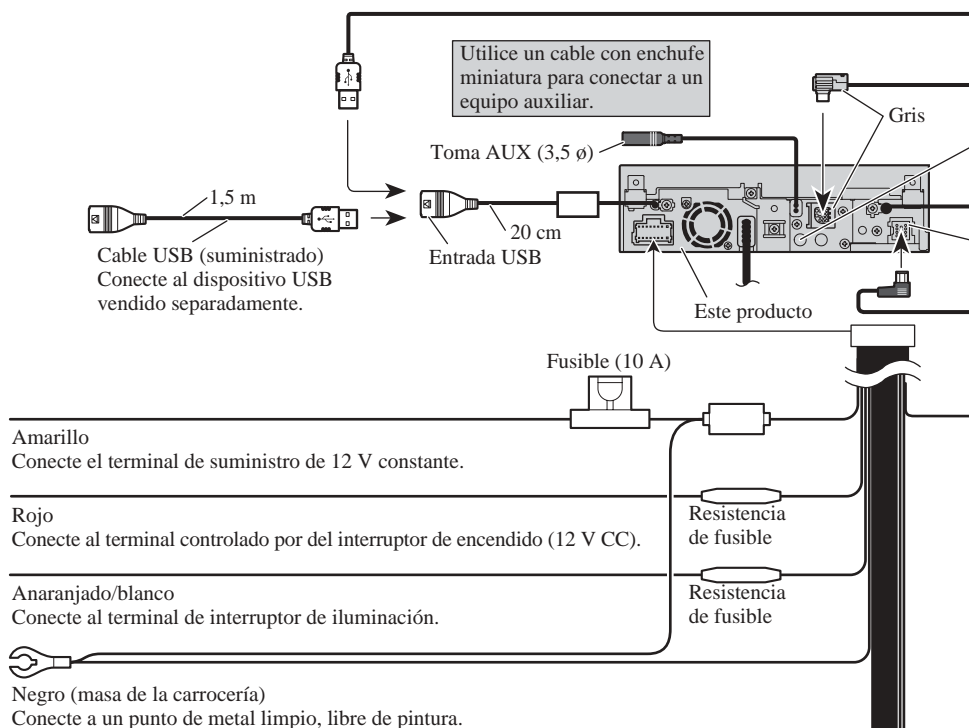 Utilice un cable con enchufe
miniatura para conectar a un
equipo auxiliar.
Gris
Toma AUX (3,5 ø)
1,5 m
20 cm
Cable USB (suministrado)
Conecte al dispositivo USB
vendido separadamente.
Entrada USB
Este producto
Fusible (10 A)
Amarillo
Conecte el terminal de suministro de 12 V constante.
Rojo
Conecte al terminal controlado por del interruptor de encendido (12 V CC).
Resistencia
de fusible
Anaranjado/blanco
Conecte al terminal de interruptor de iluminación.
Resistencia
de fusible
Negro (masa de la carrocería)
Conecte a un punto de metal limpio, libre de pintura.